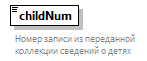 childNum
Номер записи из переданной
коллекции сведений о детях